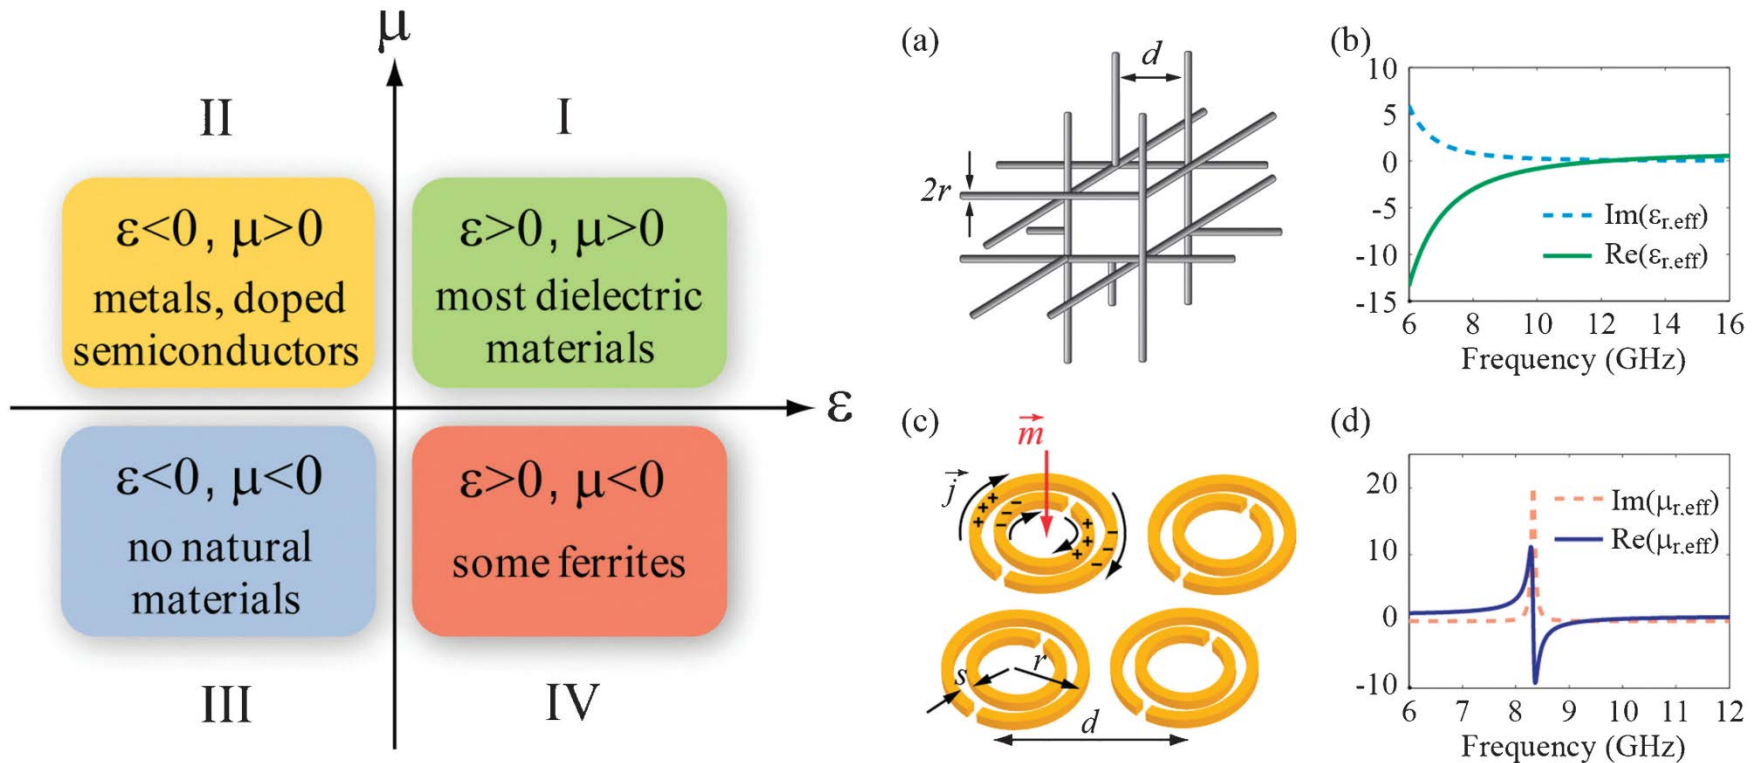 μ
II
I
ε<0, μ>0
metals, doped
semiconductors
ε>0, μ>0
most dielectric
materials
ε
ε<0, μ<0
no natural
materials
ε>0, μ<0
some ferrites
III
IV
(a)
d
2r
(b)
10
5
0
-5
-10
-15
Im(εr,eff)
Re(εr,eff)
6 8 10 12 14 16
Frequency (GHz)
(c)
m
j
+ + +
− − −
+ + +
− − −
s
r
d
(d)
20
10
0
-10
Im(μr,eff)
Re(μr,eff)
6 7 8 9 10 11 12
Frequency (GHz)